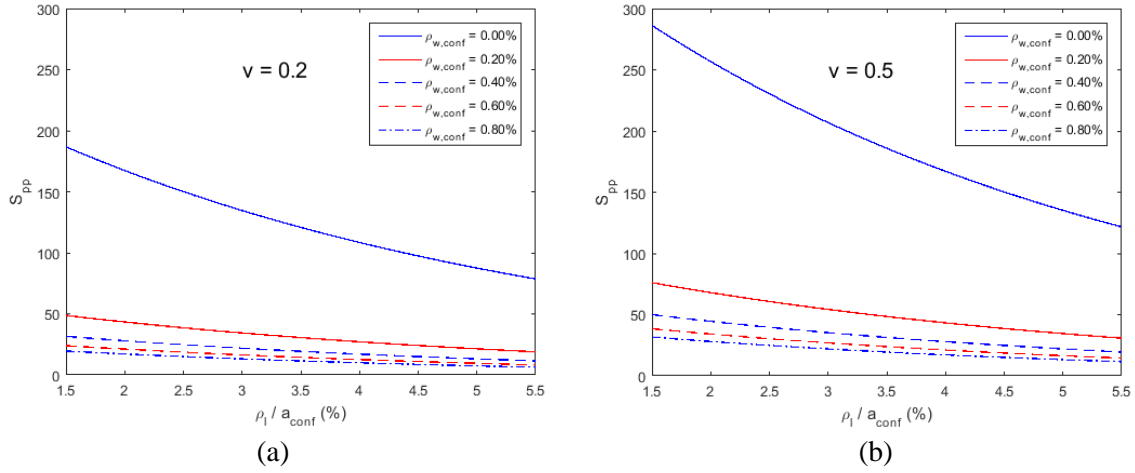 300
250
200
150
100
50
0
S_pp
v = 0.2
ρ_w,conf = 0.00%
ρ_w,conf = 0.20%
ρ_w,conf = 0.40%
ρ_w,conf = 0.60%
ρ_w,conf = 0.80%
1.5 2 2.5 3 3.5 4 4.5 5 5.5
ρ_l / a_conf (%)
(a)
300
250
200
150
100
50
0
S_pp
v = 0.5
ρ_w,conf = 0.00%
ρ_w,conf = 0.20%
ρ_w,conf = 0.40%
ρ_w,conf = 0.60%
ρ_w,conf = 0.80%
1.5 2 2.5 3 3.5 4 4.5 5 5.5
ρ_l / a_conf (%)
(b)